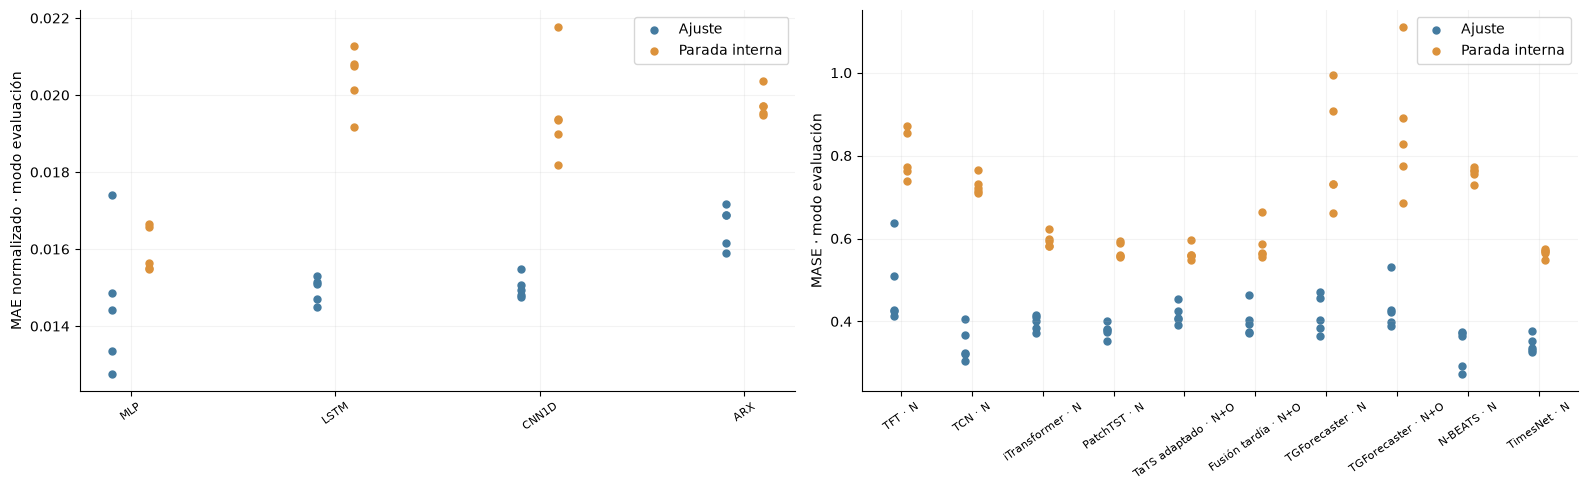 MAE normalizado · modo evaluación
0.022
0.020
0.018
0.016
0.014
Ajuste
Parada interna
MLP
LSTM
CNN1D
ARX
MASE · modo evaluación
1.0
0.8
0.6
0.4
Ajuste
Parada interna
TFT · N
TCN · N
iTransformer · N
PatchTST · N
TaTS adaptado · N+O
Fusión tardía · N+O
TGForecaster · N
TGForecaster · N+O
N-BEATS · N
TimesNet · N